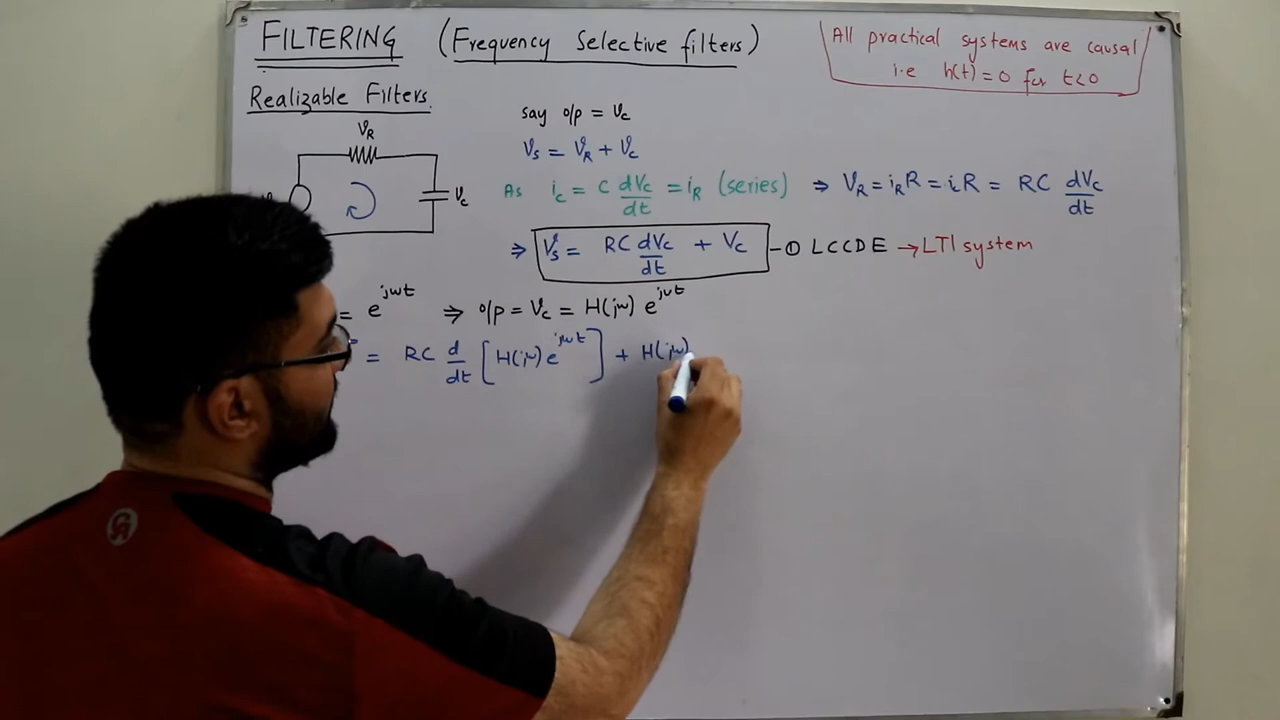 FILTERING (Frequency Selective filters)
All practical systems are causal
i.e h(t) = 0 for t<0
Realizable Filters
V_R
V_C
say o/p = V_C
V_S = V_R + V_C
As i_C = C dV_C/dt = i_R (series) ⇒ V_R = i_R R = i_C R = RC dV_C/dt
⇒ V_S = RC dV_C/dt + V_C - ① LCCDE → LTI system
= e^{jωt} ⇒ o/p = V_C = H(jω) e^{jωt}
= RC d/dt [H(jω) e^{jωt}] + H(jω)